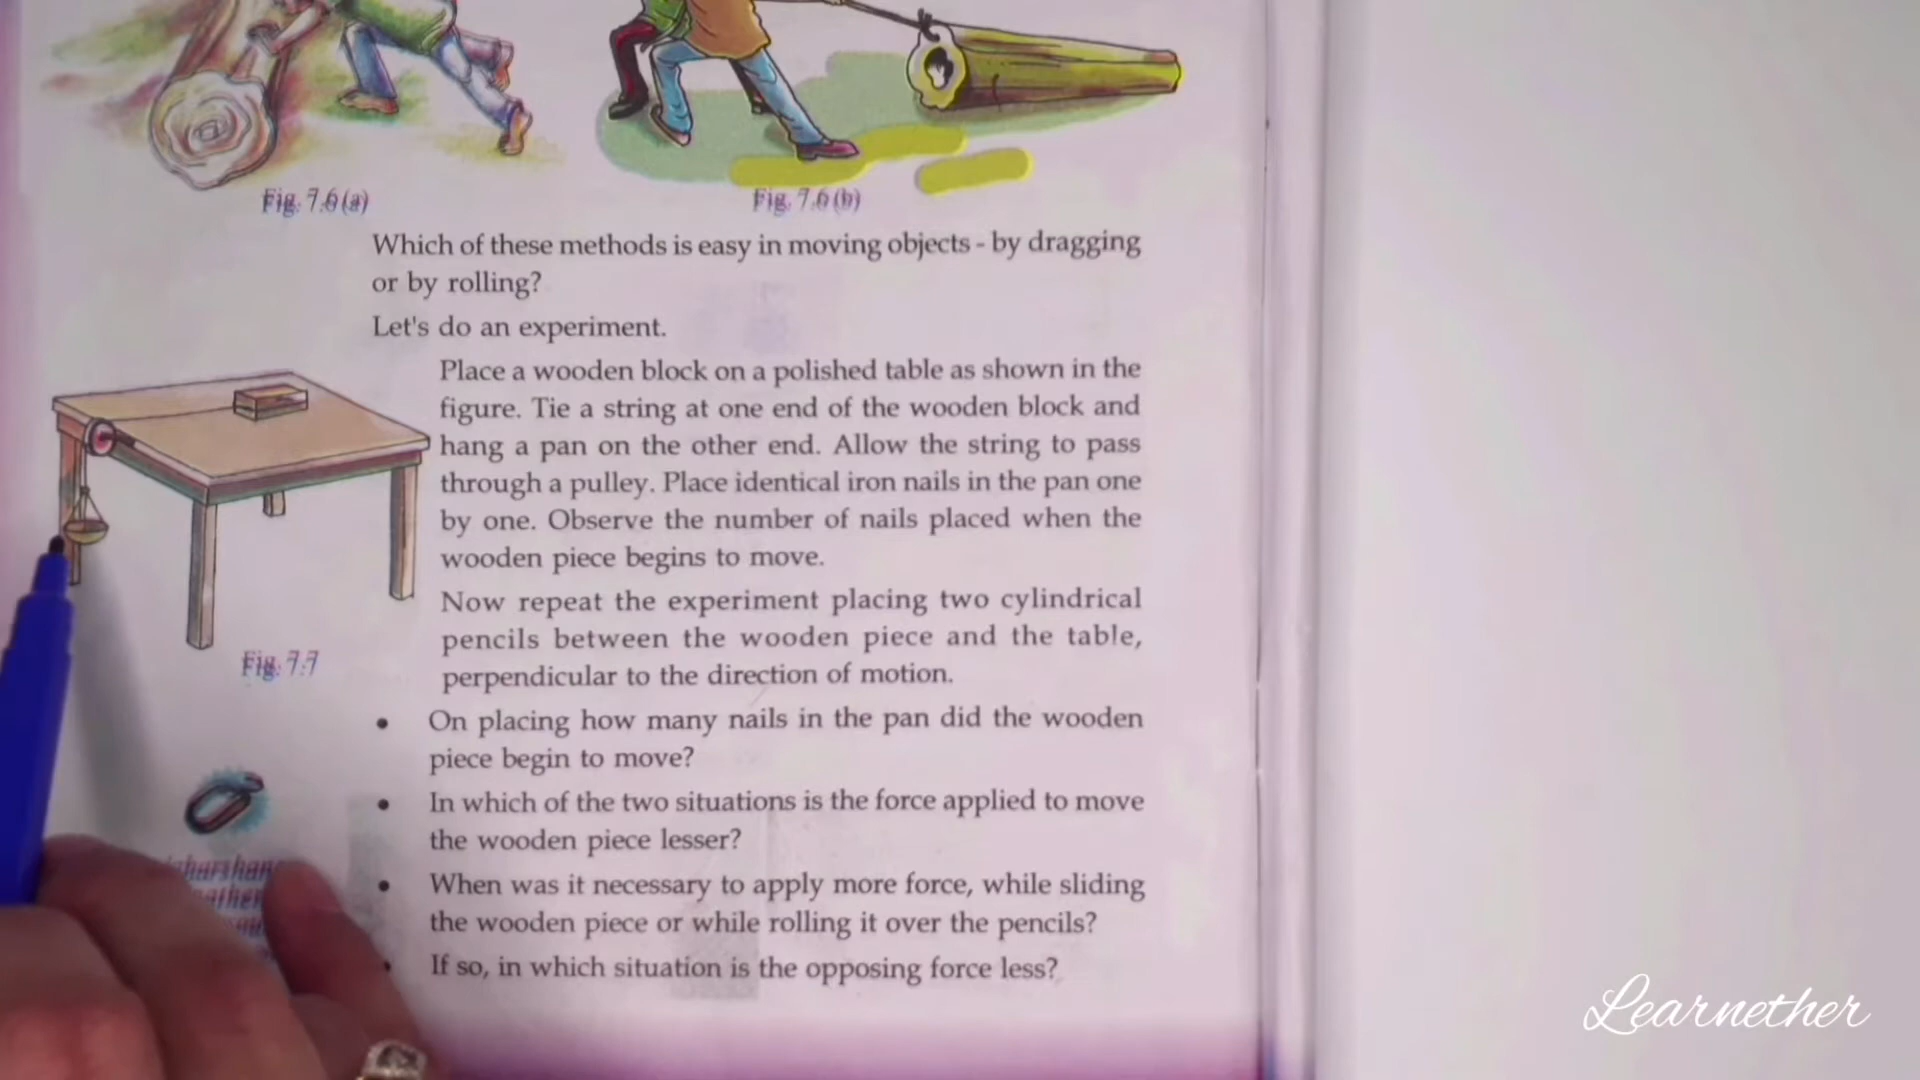 Fig. 7.6 (a)
Fig. 7.6 (b)
Which of these methods is easy in moving objects - by dragging
or by rolling?
Let's do an experiment.
Place a wooden block on a polished table as shown in the
figure. Tie a string at one end of the wooden block and
hang a pan on the other end. Allow the string to pass
through a pulley. Place identical iron nails in the pan one
by one. Observe the number of nails placed when the
wooden piece begins to move.
Now repeat the experiment placing two cylindrical
pencils between the wooden piece and the table,
perpendicular to the direction of motion.
Fig. 7.7
• On placing how many nails in the pan did the wooden
piece begin to move?
• In which of the two situations is the force applied to move
the wooden piece lesser?
• When was it necessary to apply more force, while sliding
the wooden piece or while rolling it over the pencils?
• If so, in which situation is the opposing force less?
Learnether